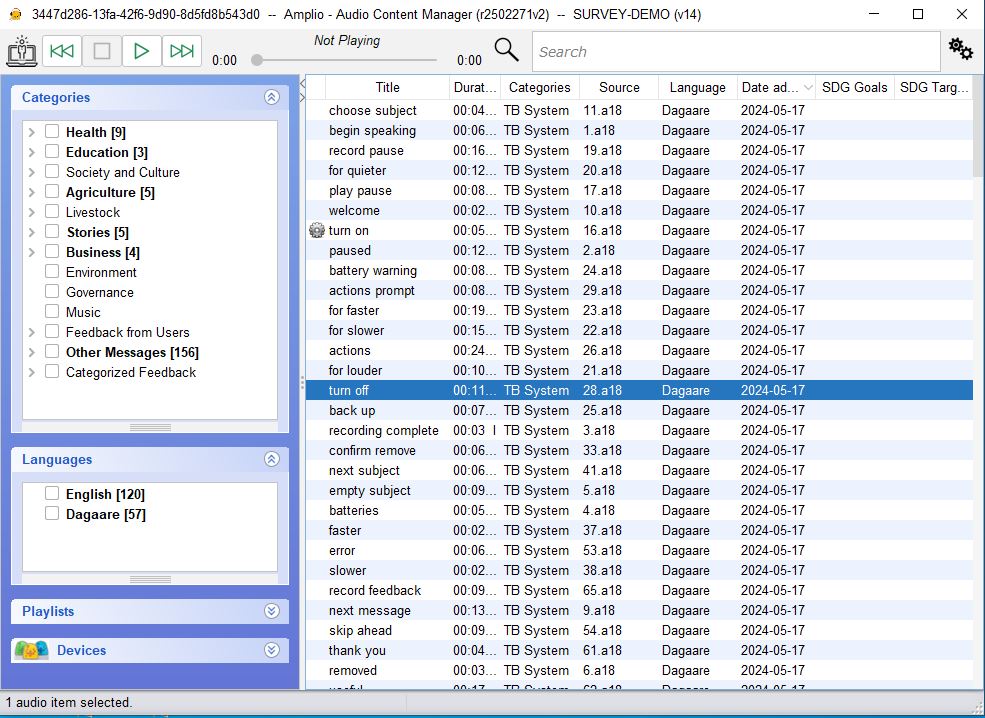 3447d286-13fa-42f6-9d90-8d5fd8b543d0 -- Amplio - Audio Content Manager (r2502271v2) -- SURVEY-DEMO (v14)
Not Playing
0:00 0:00 Search
Categories
Health [9]
Education [3]
Society and Culture
Agriculture [5]
Livestock
Stories [5]
Business [4]
Environment
Governance
Music
Feedback from Users
Other Messages [156]
Categorized Feedback
Languages
English [120]
Dagaare [57]
Playlists
Devices
Title Durat... Categories Source Language Date ad... SDG Goals SDG Targ...
choose subject 00:04... TB System 11.a18 Dagaare 2024-05-17
begin speaking 00:06... TB System 1.a18 Dagaare 2024-05-17
record pause 00:16... TB System 19.a18 Dagaare 2024-05-17
for quieter 00:12... TB System 20.a18 Dagaare 2024-05-17
play pause 00:08... TB System 17.a18 Dagaare 2024-05-17
welcome 00:02... TB System 10.a18 Dagaare 2024-05-17
turn on 00:05... TB System 16.a18 Dagaare 2024-05-17
paused 00:12... TB System 2.a18 Dagaare 2024-05-17
battery warning 00:08... TB System 24.a18 Dagaare 2024-05-17
actions prompt 00:08... TB System 29.a18 Dagaare 2024-05-17
for faster 00:19... TB System 23.a18 Dagaare 2024-05-17
for slower 00:15... TB System 22.a18 Dagaare 2024-05-17
actions 00:24... TB System 26.a18 Dagaare 2024-05-17
for louder 00:10... TB System 21.a18 Dagaare 2024-05-17
turn off 00:11... TB System 28.a18 Dagaare 2024-05-17
back up 00:07... TB System 25.a18 Dagaare 2024-05-17
recording complete 00:03 l TB System 3.a18 Dagaare 2024-05-17
confirm remove 00:06... TB System 33.a18 Dagaare 2024-05-17
next subject 00:06... TB System 41.a18 Dagaare 2024-05-17
empty subject 00:09... TB System 5.a18 Dagaare 2024-05-17
batteries 00:05... TB System 4.a18 Dagaare 2024-05-17
faster 00:02... TB System 37.a18 Dagaare 2024-05-17
error 00:06... TB System 53.a18 Dagaare 2024-05-17
slower 00:02... TB System 38.a18 Dagaare 2024-05-17
record feedback 00:09... TB System 65.a18 Dagaare 2024-05-17
next message 00:13... TB System 9.a18 Dagaare 2024-05-17
skip ahead 00:09... TB System 54.a18 Dagaare 2024-05-17
thank you 00:04... TB System 61.a18 Dagaare 2024-05-17
removed 00:03... TB System 6.a18 Dagaare 2024-05-17
1 audio item selected.